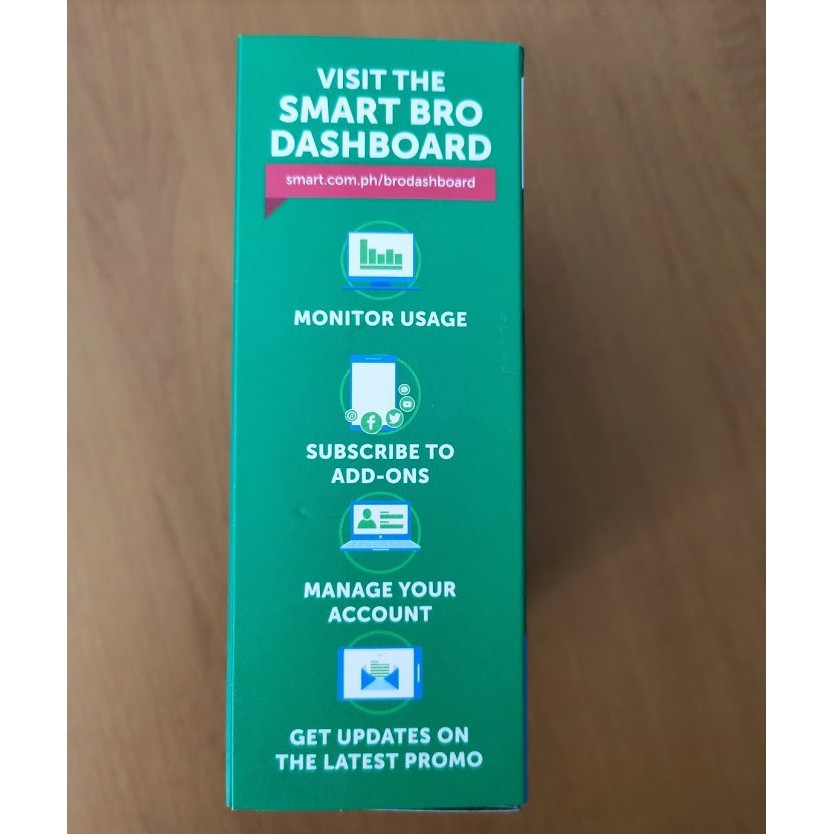 VISIT THE
SMART BRO
DASHBOARD
smart.com.ph/brodashboard
MONITOR USAGE
SUBSCRIBE TO
ADD-ONS
MANAGE YOUR
ACCOUNT
GET UPDATES ON
THE LATEST PROMO